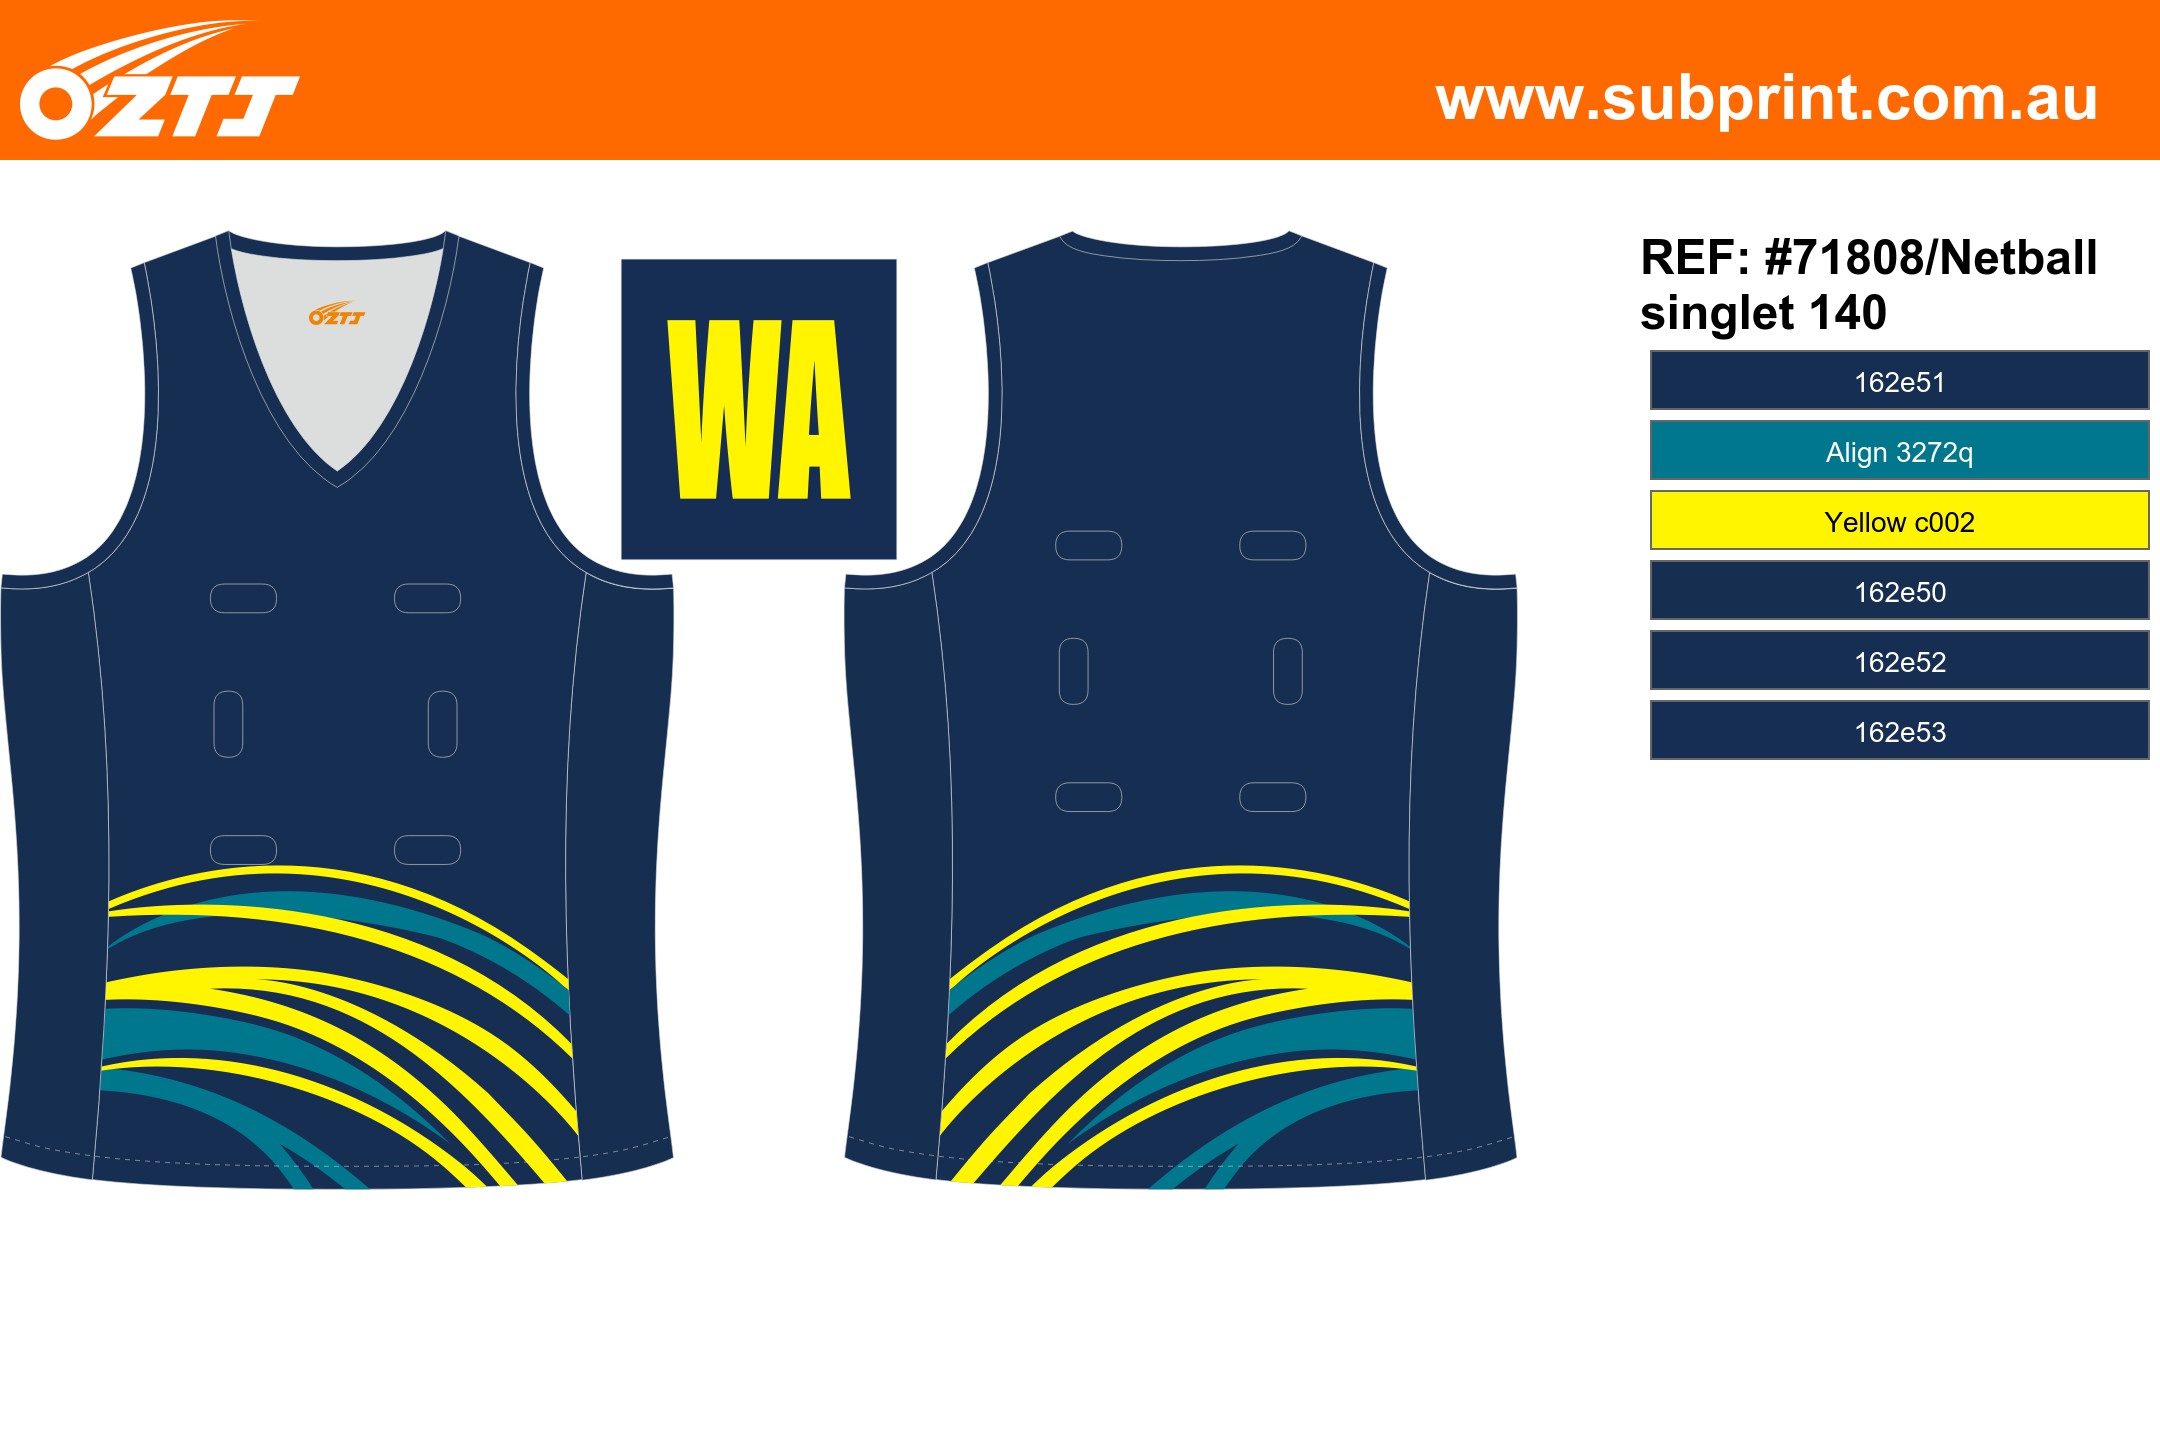 OZTJ
www.subprint.com.au
OZTJ
WA
REF: #71808/Netball
singlet 140
162e51
Align 3272q
Yellow c002
162e50
162e52
162e53